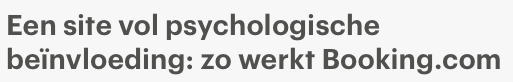 Een site vol psychologische
beïnvloeding: zo werkt Booking.com